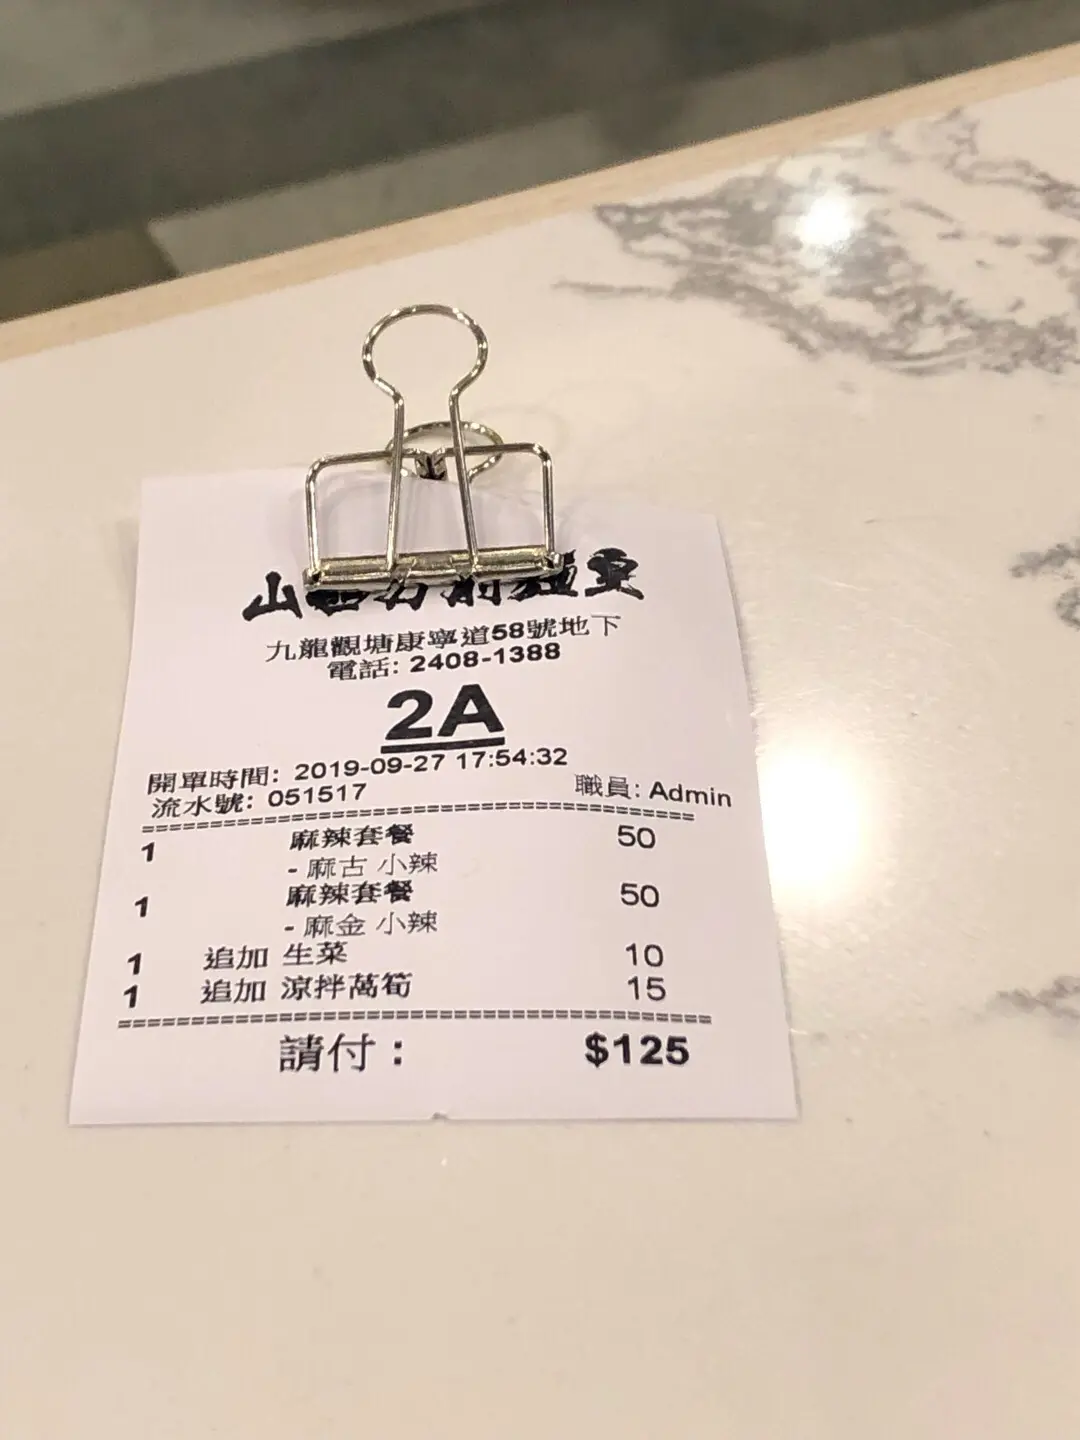 山
九龍觀塘康寧道58號地下
電話: 2408-1388
2A
開單時間: 2019-09-27 17:54:32
流水號: 051517 職員: Admin
1 麻辣套餐 50
- 麻古 小辣
1 麻辣套餐 50
- 麻金 小辣
1 追加 生菜 10
1 追加 涼拌萵筍 15
請付： $125